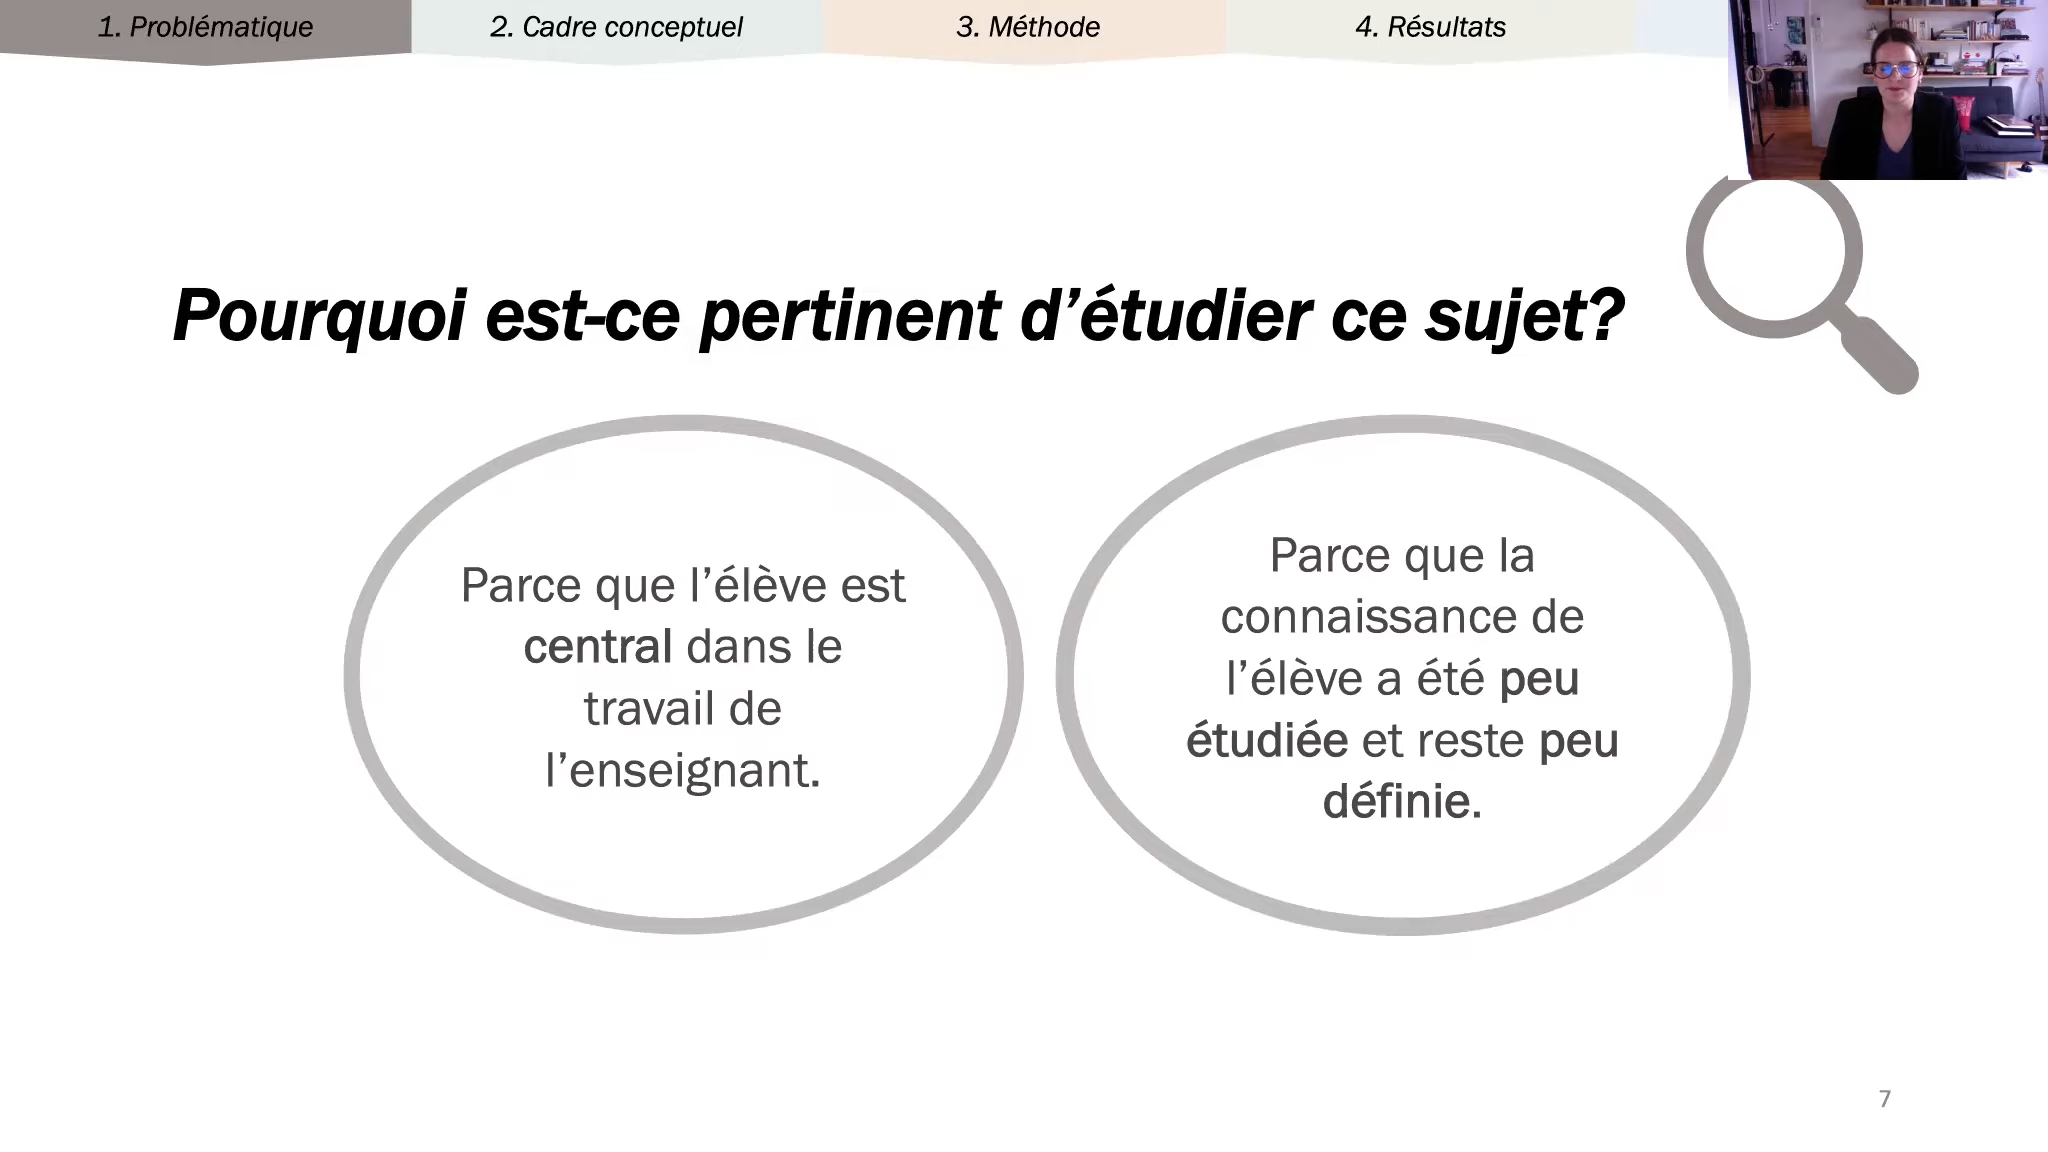 1. Problématique
2. Cadre conceptuel
3. Méthode
4. Résultats
Pourquoi est-ce pertinent d’étudier ce sujet?
Parce que l’élève est
central dans le
travail de
l’enseignant.
Parce que la
connaissance de
l’élève a été peu
étudiée et reste peu
définie.
7